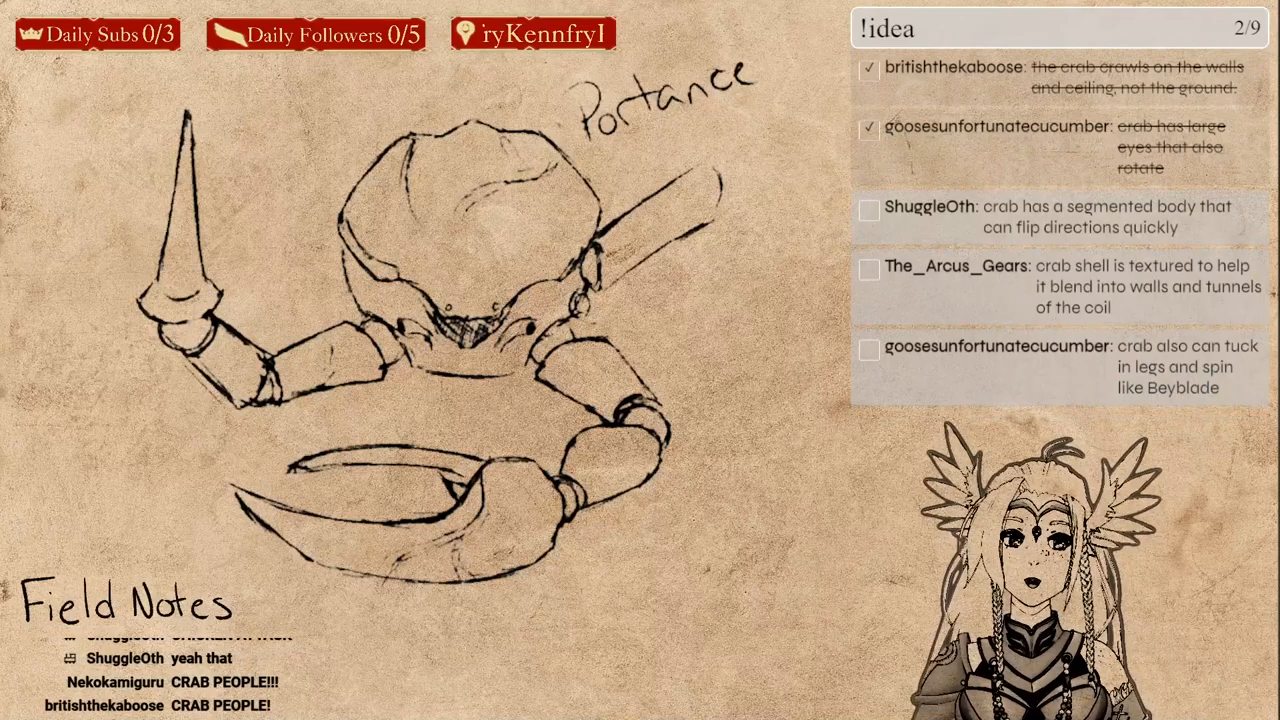 Daily Subs 0/3
Daily Followers 0/5
ryKennfryI
!idea
2/9
Portance
britishthekaboose: the crab crawls on the walls
and ceiling, not the ground.
goosesunfortunatecucumber: crab has large
eyes that also
rotate
ShuggleOth: crab has a segmented body that
can flip directions quickly
The_Arcus_Gears: crab shell is textured to help
it blend into walls and tunnels
of the coil
goosesunfortunatecucumber: crab also can tuck
in legs and spin
like Beyblade
Field Notes
ShuggleOth yeah that
Nekokamiguru CRAB PEOPLE!!!
britishthekaboose CRAB PEOPLE!